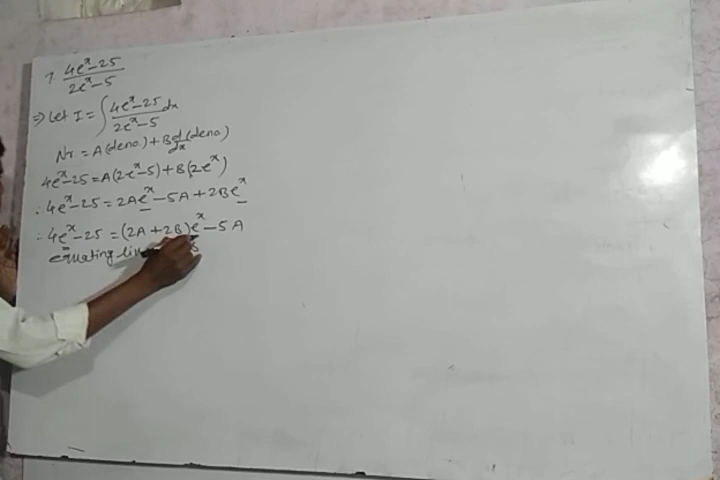 7. (4e^x-25)/(2e^x-5)
⇒ Let I = ∫ (4e^x-25)/(2e^x-5) dx
Nr = A(deno.) + B d/dx (deno)
4e^x-25 = A(2e^x-5) + B(2e^x)
∴ 4e^x-25 = 2Ae^x - 5A + 2Be^x
∴ 4e^x-25 = (2A+2B)e^x - 5A
equating